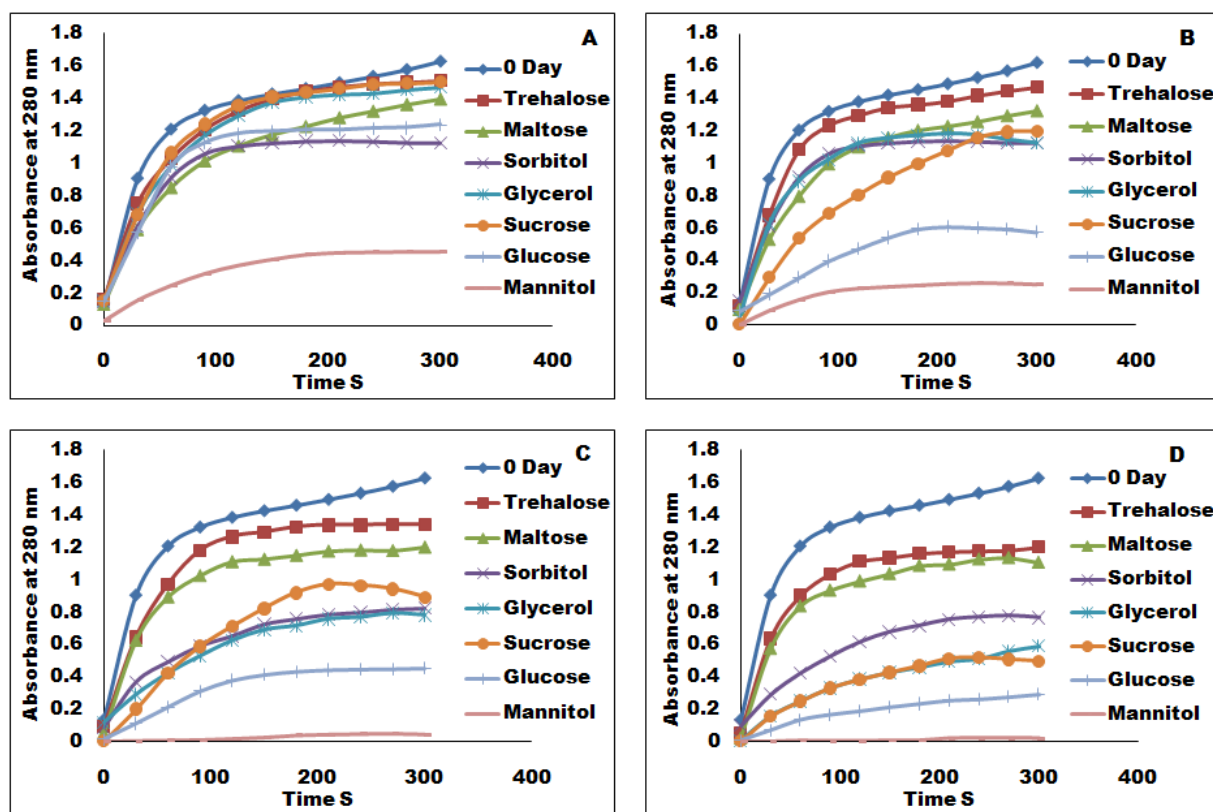 A
Absorbance at 280 nm
1.8
1.6
1.4
1.2
1
0.8
0.6
0.4
0.2
0
0 100 200 300 400
Time S
0 Day
Trehalose
Maltose
Sorbitol
Glycerol
Sucrose
Glucose
Mannitol
B
Absorbance at 280 nm
1.8
1.6
1.4
1.2
1
0.8
0.6
0.4
0.2
0
0 100 200 300 400
Time S
0 Day
Trehalose
Maltose
Sorbitol
Glycerol
Sucrose
Glucose
Mannitol
C
Absorbance at 280 nm
1.8
1.6
1.4
1.2
1
0.8
0.6
0.4
0.2
0
0 100 200 300 400
Time S
0 Day
Trehalose
Maltose
Sorbitol
Glycerol
Sucrose
Glucose
Mannitol
D
Absorbance at 280 nm
1.8
1.6
1.4
1.2
1
0.8
0.6
0.4
0.2
0
0 100 200 300 400
Time S
0 Day
Trehalose
Maltose
Sorbitol
Glycerol
Sucrose
Glucose
Mannitol